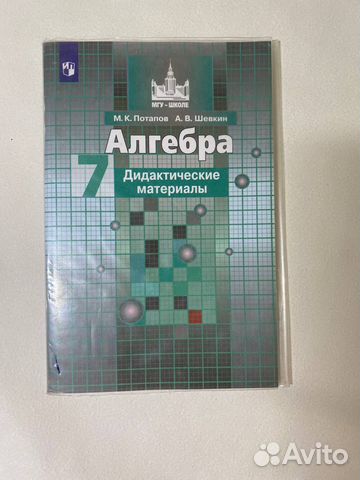 МГУ - ШКОЛЕ
М. К. Потапов А. В. Шевкин
Алгебра
7
Дидактические
материалы
Avito